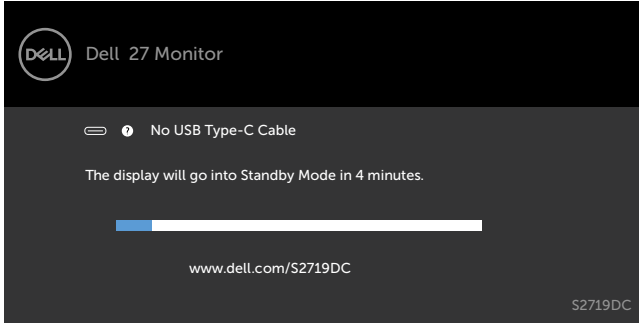 DELL
Dell 27 Monitor
? No USB Type-C Cable
The display will go into Standby Mode in 4 minutes.
www.dell.com/S2719DC
S2719DC